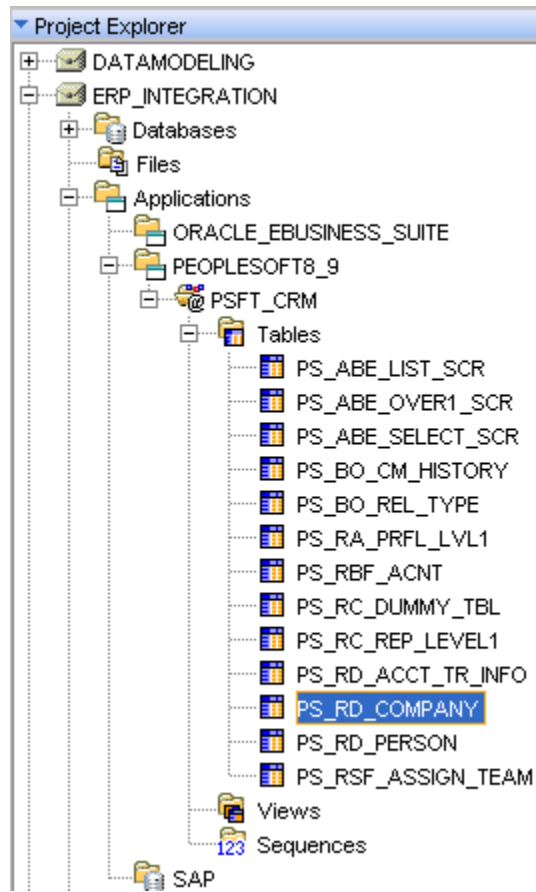 Project Explorer
DATAMODELING
ERP_INTEGRATION
Databases
Files
Applications
ORACLE_EBUSINESS_SUITE
PEOPLESOFT8_9
PSFT_CRM
Tables
PS_ABE_LIST_SCR
PS_ABE_OVER1_SCR
PS_ABE_SELECT_SCR
PS_BO_CM_HISTORY
PS_BO_REL_TYPE
PS_RA_PRFL_LVL1
PS_RBF_ACNT
PS_RC_DUMMY_TBL
PS_RC_REP_LEVEL1
PS_RD_ACCT_TR_INFO
PS_RD_COMPANY
PS_RD_PERSON
PS_RSF_ASSIGN_TEAM
Views
123 Sequences
SAP